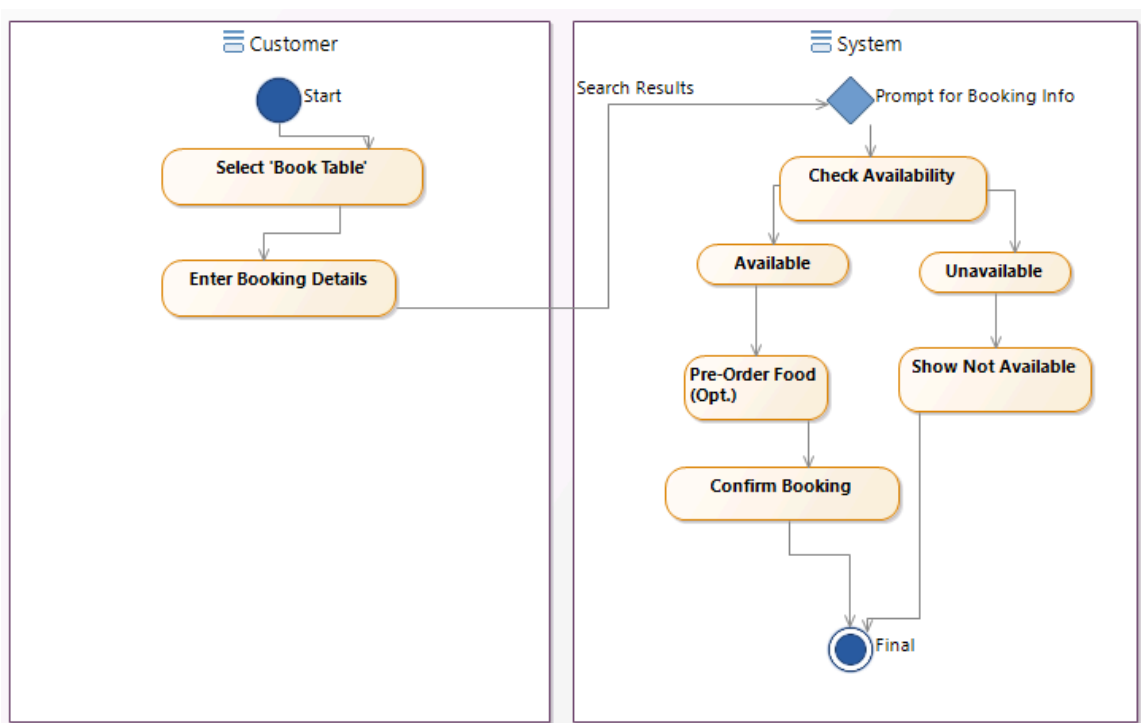 Customer
Start
Select 'Book Table'
Enter Booking Details
Search Results
System
Prompt for Booking Info
Check Availability
Available
Unavailable
Pre-Order Food
(Opt.)
Show Not Available
Confirm Booking
Final